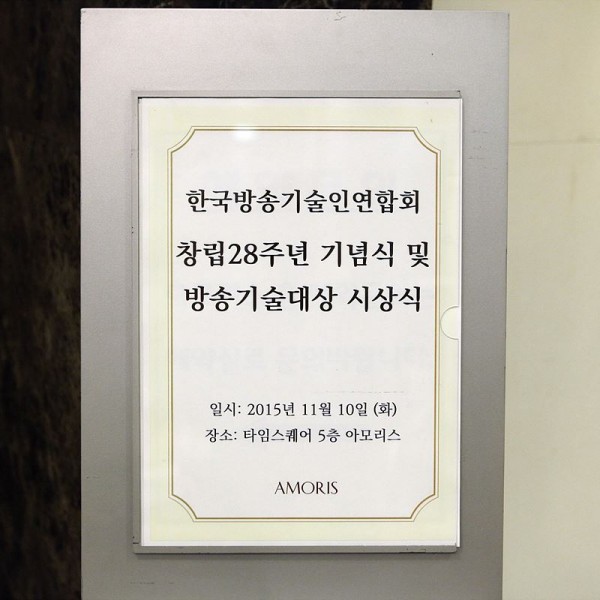 한국방송기술인연합회
창립28주년 기념식 및
방송기술대상 시상식
일시: 2015년 11월 10일 (화)
장소: 타임스퀘어 5층 아모리스
AMORIS